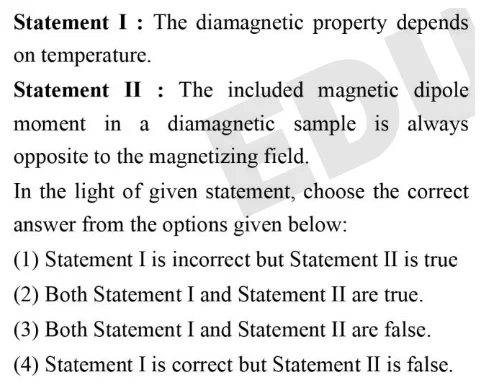 Statement I : The diamagnetic property depends
on temperature.
Statement II : The included magnetic dipole
moment in a diamagnetic sample is always
opposite to the magnetizing field.
In the light of given statement, choose the correct
answer from the options given below:
(1) Statement I is incorrect but Statement II is true
(2) Both Statement I and Statement II are true.
(3) Both Statement I and Statement II are false.
(4) Statement I is correct but Statement II is false.